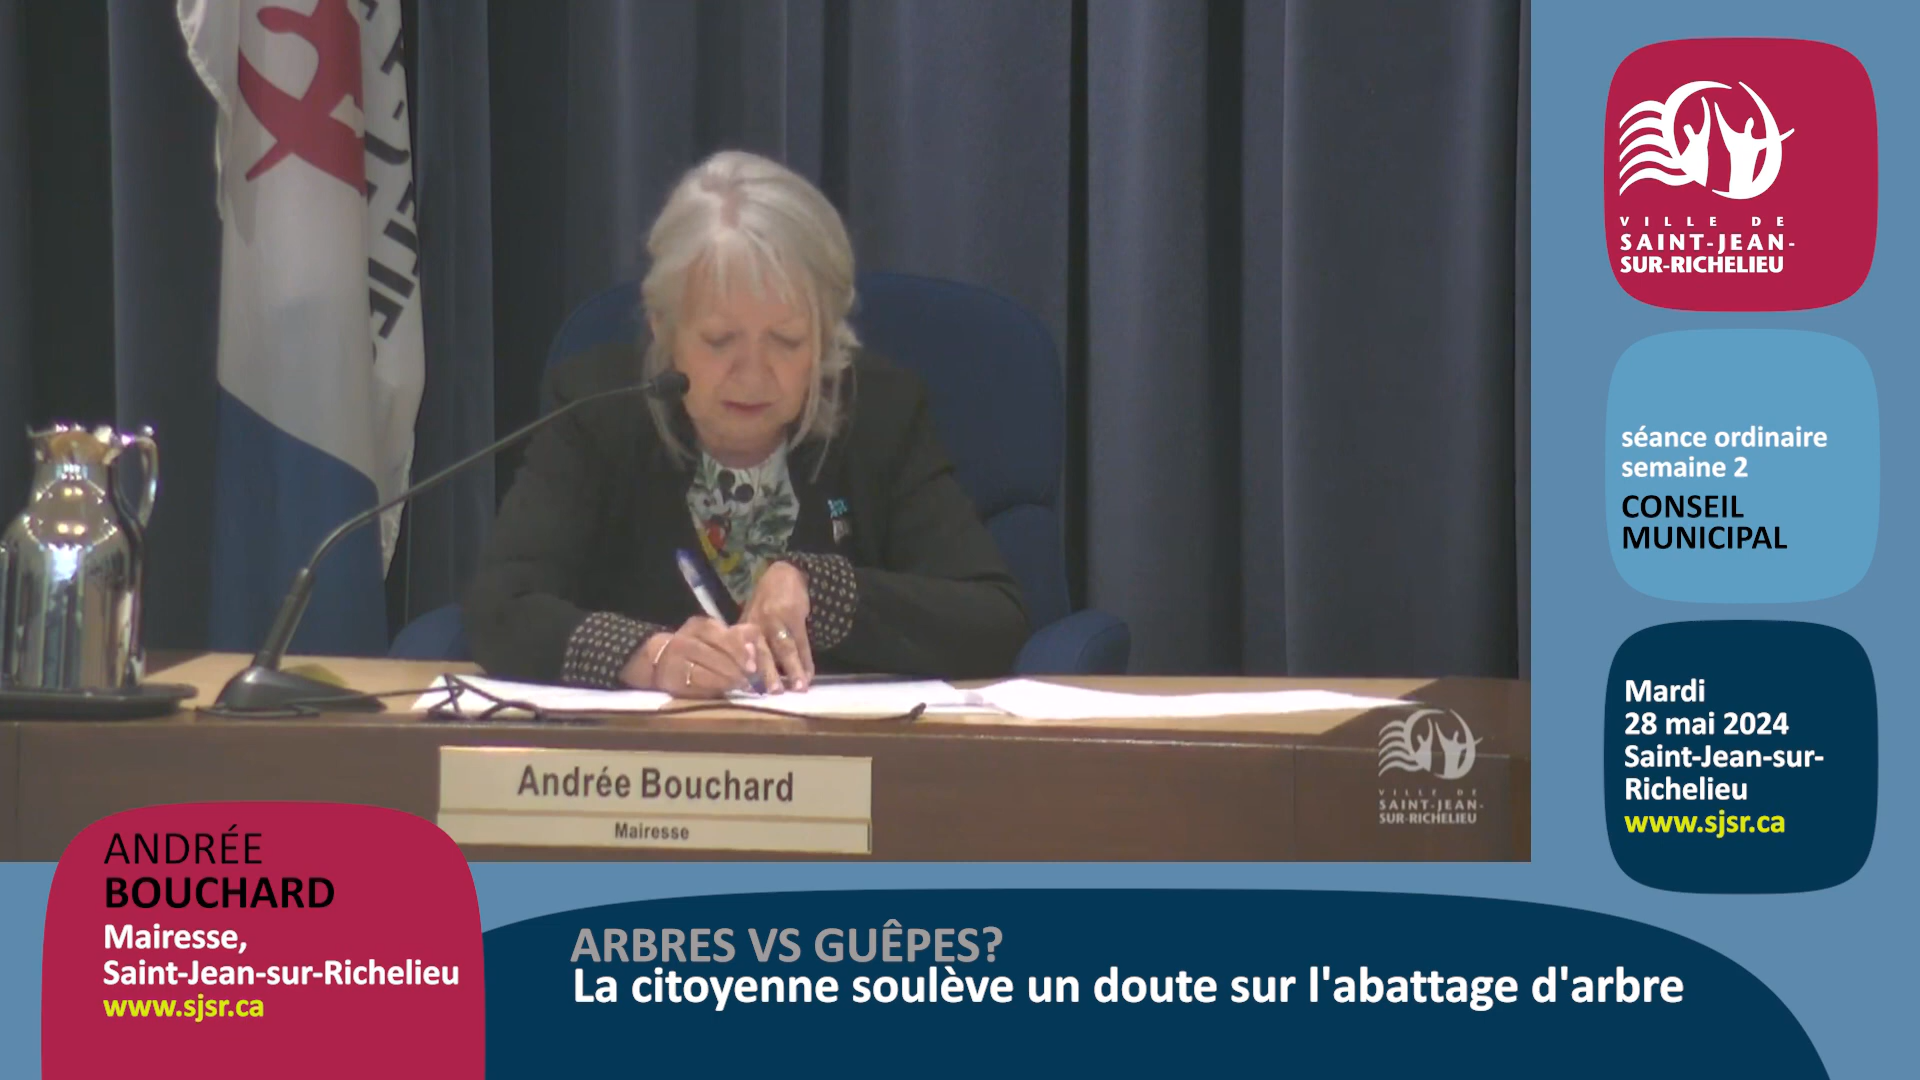 VILLE DE
SAINT-JEAN-
SUR-RICHELIEU
séance ordinaire
semaine 2
CONSEIL
MUNICIPAL
Mardi
28 mai 2024
Saint-Jean-sur-
Richelieu
www.sjsr.ca
Andrée Bouchard
Mairesse
VILLE DE
SAINT-JEAN-
SUR-RICHELIEU
ANDRÉE
BOUCHARD
Mairesse,
Saint-Jean-sur-Richelieu
www.sjsr.ca
ARBRES VS GUÊPES?
La citoyenne soulève un doute sur l'abattage d'arbre